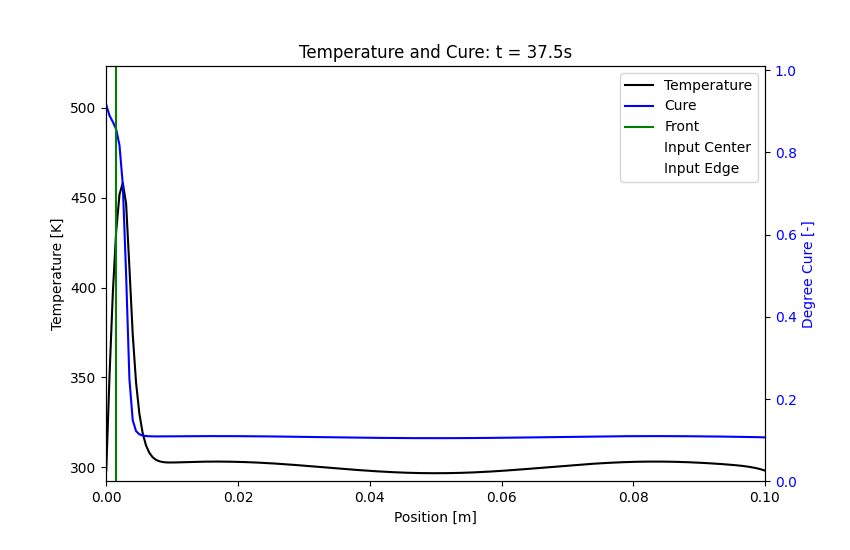 Temperature and Cure: t = 37.5s
Temperature
Cure
Front
Input Center
Input Edge
500
450
400
350
300
Temperature [K]
1.0
0.8
0.6
0.4
0.2
0.0
Degree Cure [-]
0.00 0.02 0.04 0.06 0.08 0.10
Position [m]